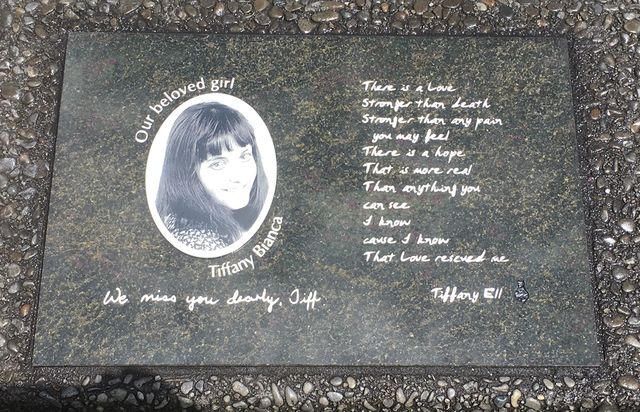 Our beloved girl
Tiffany Bianca
We miss you dearly, Tiff
There is a Love
Stronger than death
Stronger than any pain
you may feel
There is a hope
That is more real
Than anything you
can see
I know
cause I know
That Love rescued me
Tiffany Ell